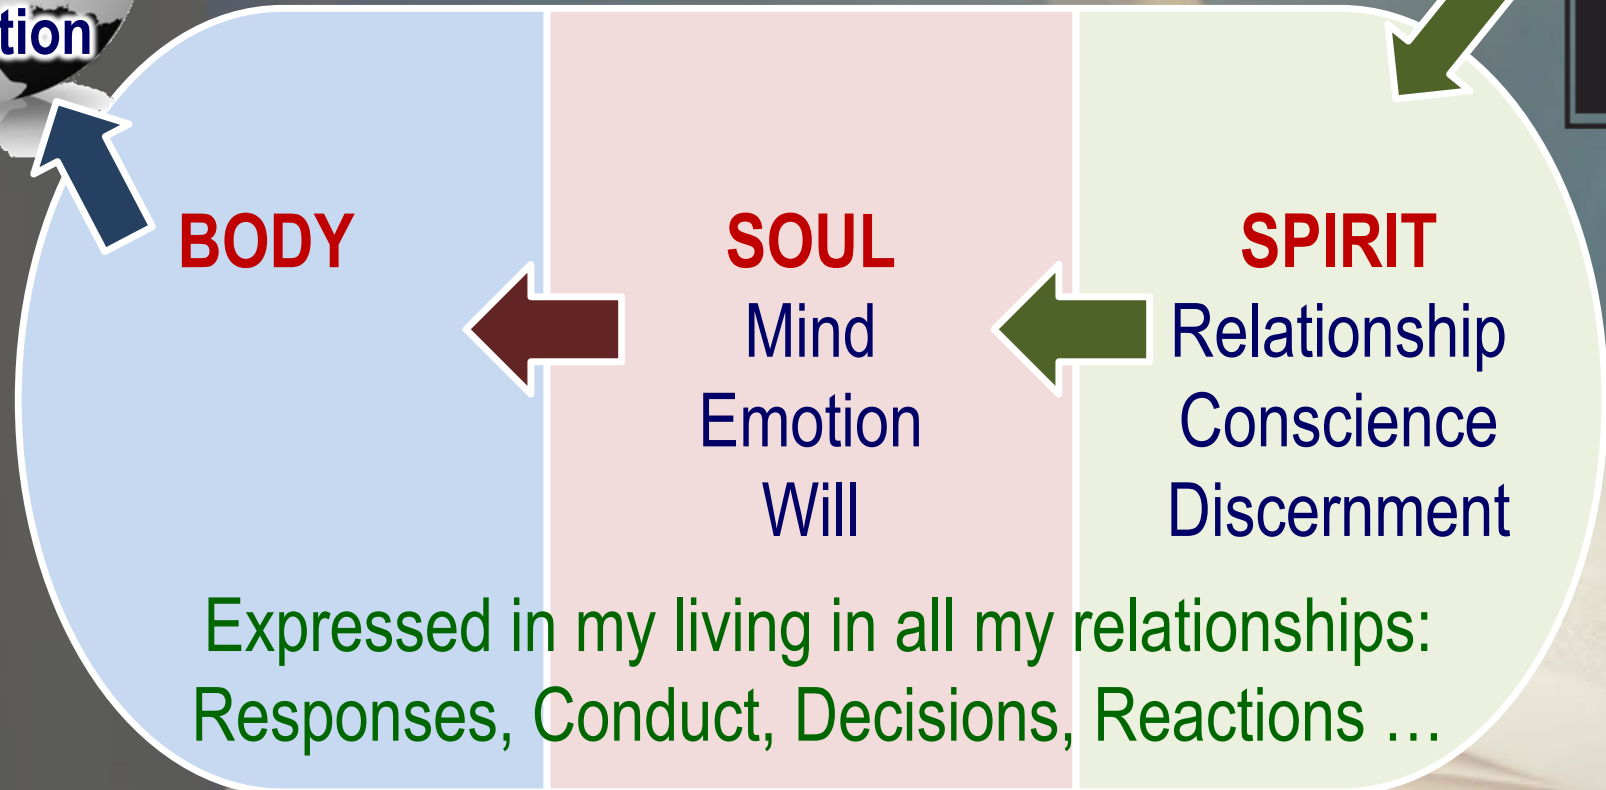 tion
BODY
SOUL
Mind
Emotion
Will
SPIRIT
Relationship
Conscience
Discernment
Expressed in my living in all my relationships:
Responses, Conduct, Decisions, Reactions …